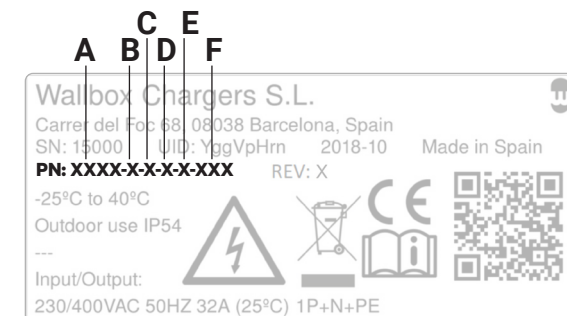 C E
A B D F
Wallbox Chargers S.L.
Carrer del Foc 68, 08038 Barcelona, Spain
SN: 15000 UID: YggVpHrn 2018-10 Made in Spain
PN: XXXX-X-X-X-X-XXX REV: X
-25ºC to 40ºC
Outdoor use IP54
---
Input/Output:
230/400VAC 50HZ 32A (25ºC) 1P+N+PE
CE
i